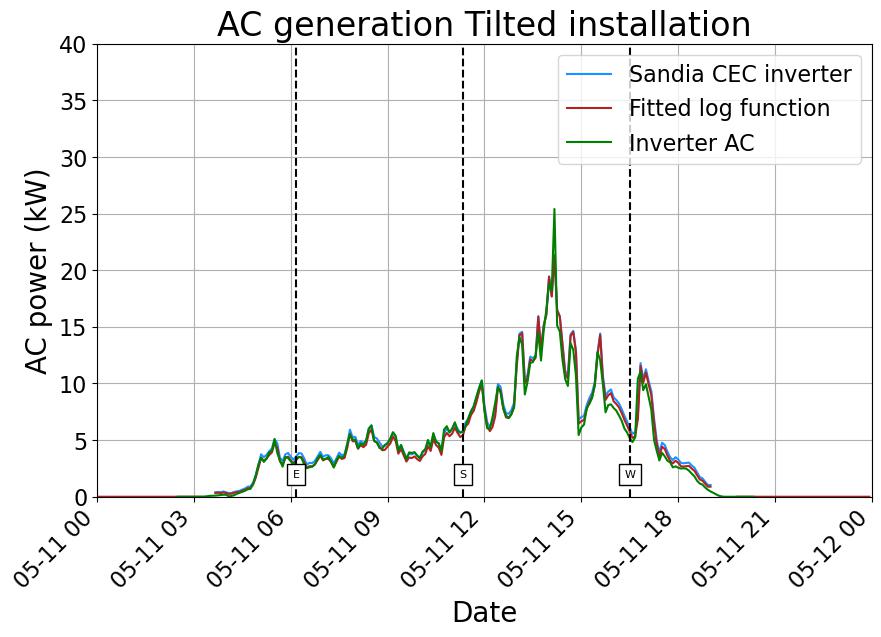 AC generation Tilted installation
AC power (kW)
40
35
30
25
20
15
10
5
0
Sandia CEC inverter
Fitted log function
Inverter AC
E
S
W
05-11 00
05-11 03
05-11 06
05-11 09
05-11 12
05-11 15
05-11 18
05-11 21
05-12 00
Date